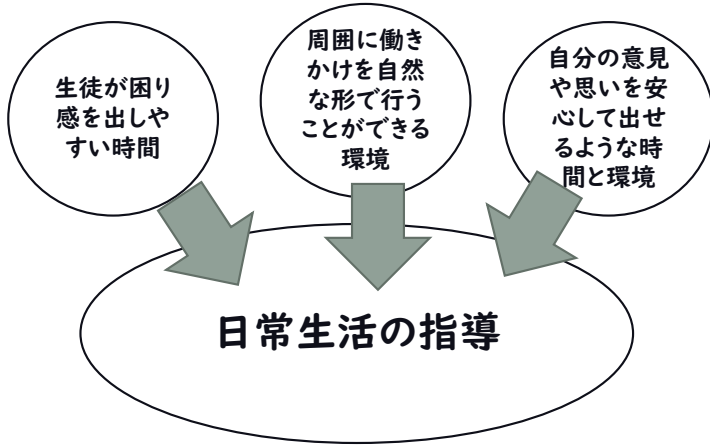 生徒が困り
感を出しや
すい時間
周囲に働き
かけを自然
な形で行う
ことができる
環境
自分の意見
や思いを安
心して出せ
るような時
間と環境
日常生活の指導